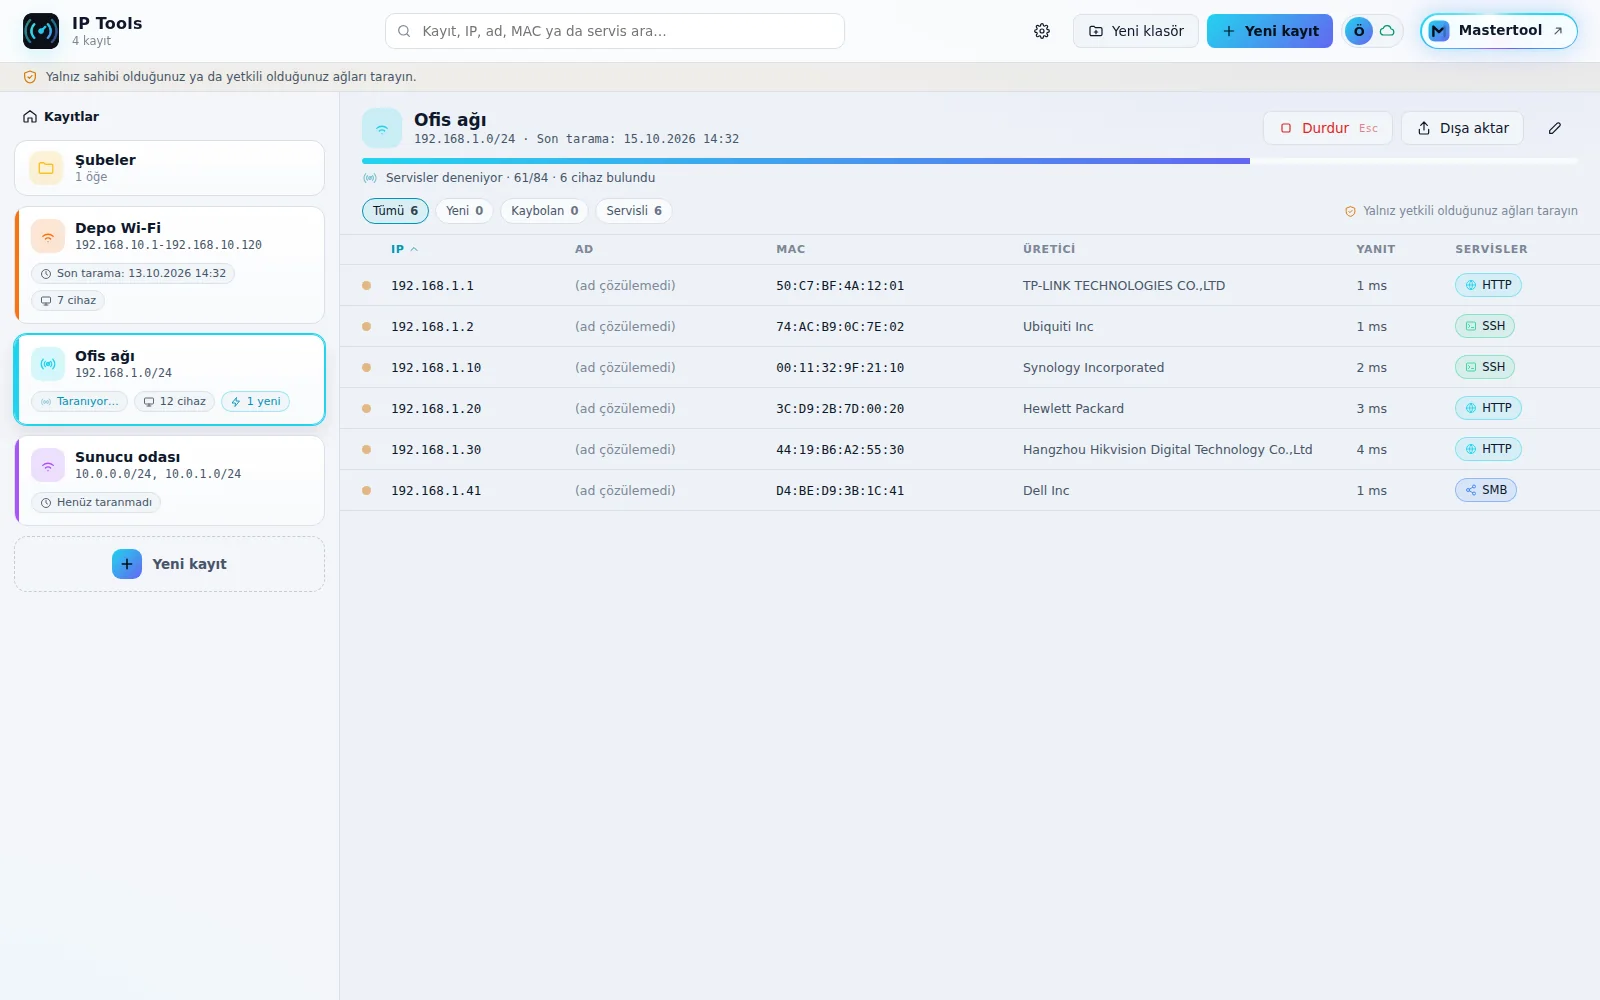 IP Tools
4 kayıt
Kayıt, IP, ad, MAC ya da servis ara…
Yeni klasör
Yeni kayıt
Ö
Mastertool
Yalnız sahibi olduğunuz ya da yetkili olduğunuz ağları tarayın.
Kayıtlar
Şubeler
1 öğe
Depo Wi-Fi
192.168.10.1-192.168.10.120
Son tarama: 13.10.2026 14:32
7 cihaz
Ofis ağı
192.168.1.0/24
Taranıyor… 12 cihaz 1 yeni
Sunucu odası
10.0.0.0/24, 10.0.1.0/24
Henüz taranmadı
Yeni kayıt
Ofis ağı
192.168.1.0/24 · Son tarama: 15.10.2026 14:32
Durdur Esc
Dışa aktar
Servisler deneniyor · 61/84 · 6 cihaz bulundu
Tümü 6 Yeni 0 Kaybolan 0 Servisli 6
Yalnız yetkili olduğunuz ağları tarayın
IP AD MAC ÜRETİCİ YANIT SERVİSLER
192.168.1.1 (ad çözülemedi) 50:C7:BF:4A:12:01 TP-LINK TECHNOLOGIES CO.,LTD 1 ms HTTP
192.168.1.2 (ad çözülemedi) 74:AC:B9:0C:7E:02 Ubiquiti Inc 1 ms SSH
192.168.1.10 (ad çözülemedi) 00:11:32:9F:21:10 Synology Incorporated 2 ms SSH
192.168.1.20 (ad çözülemedi) 3C:D9:2B:7D:00:20 Hewlett Packard 3 ms HTTP
192.168.1.30 (ad çözülemedi) 44:19:B6:A2:55:30 Hangzhou Hikvision Digital Technology Co.,Ltd 4 ms HTTP
192.168.1.41 (ad çözülemedi) D4:BE:D9:3B:1C:41 Dell Inc 1 ms SMB